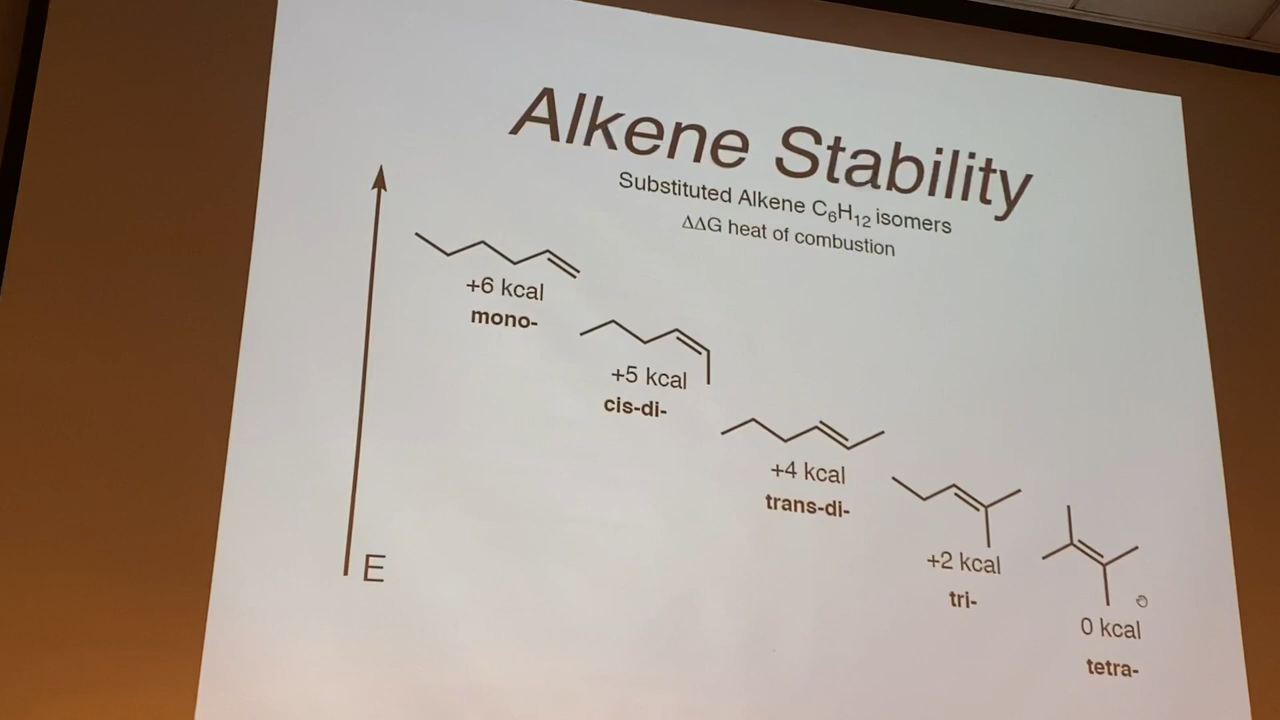 Alkene Stability
Substituted Alkene C₆H₁₂ isomers
ΔΔG heat of combustion
+6 kcal
mono-
+5 kcal
cis-di-
+4 kcal
trans-di-
+2 kcal
tri-
0 kcal
tetra-
E